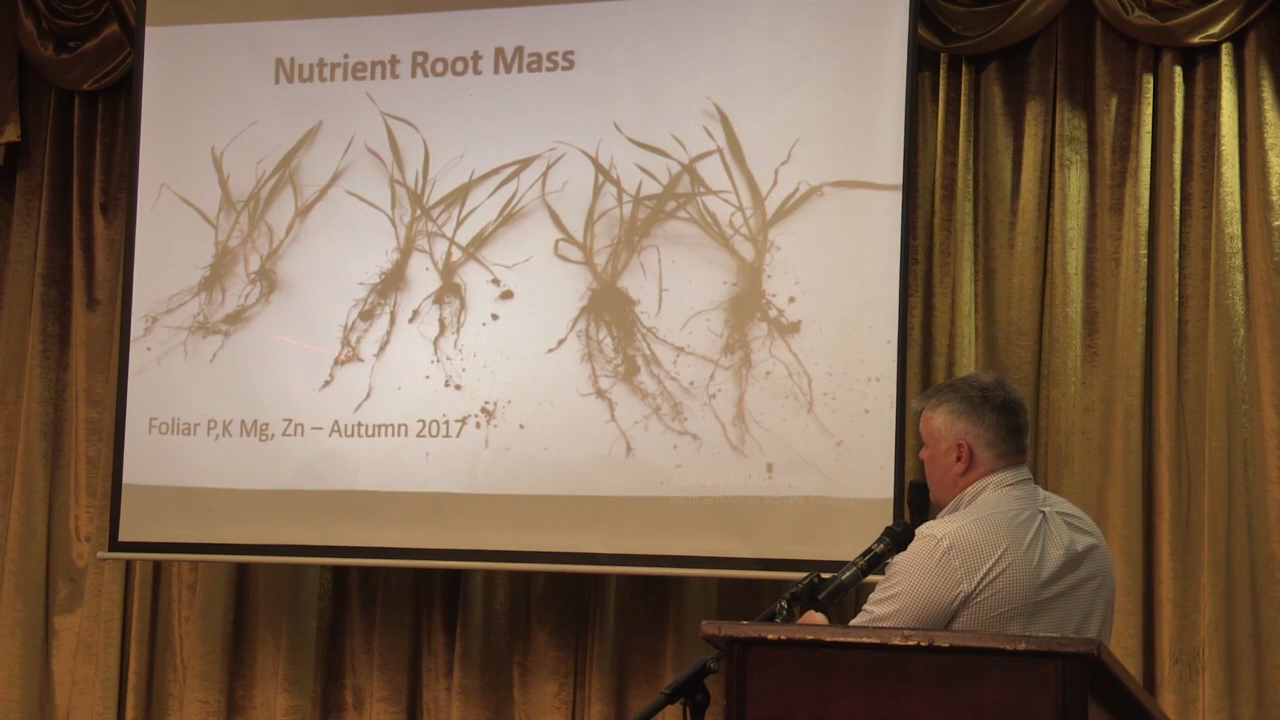 Nutrient Root Mass
Foliar P,K Mg, Zn – Autumn 2017